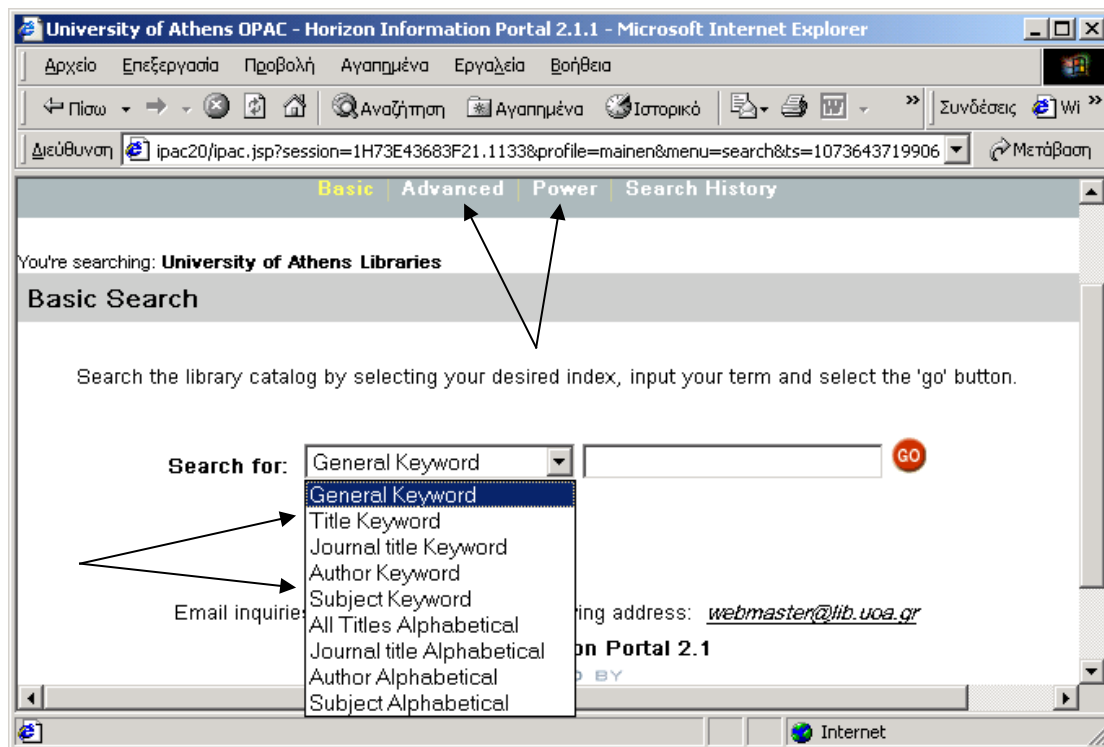 University of Athens OPAC - Horizon Information Portal 2.1.1 - Microsoft Internet Explorer
Αρχείο Επεξεργασία Προβολή Αγαπημένα Εργαλεία Βοήθεια
Πίσω Αναζήτηση Αγαπημένα Ιστορικό » Συνδέσεις Wi »
Διεύθυνση ipac20/ipac.jsp?session=1H73E43683F21.1133&profile=mainen&menu=search&ts=1073643719906 Μετάβαση
Basic | Advanced | Power | Search History
You're searching: University of Athens Libraries
Basic Search
Search the library catalog by selecting your desired index, input your term and select the 'go' button.
Search for: General Keyword GO
General Keyword
Title Keyword
Journal title Keyword
Author Keyword
Subject Keyword
Email inquiries ing address: webmaster@lib.uoa.gr
All Titles Alphabetical
Journal title Alphabetical on Portal 2.1
Author Alphabetical BY
Subject Alphabetical
Internet